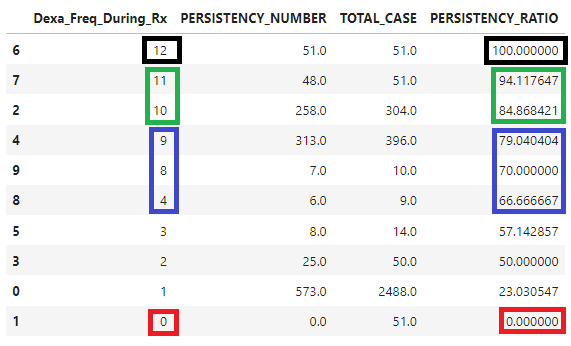 Dexa_Freq_During_Rx PERSISTENCY_NUMBER TOTAL_CASE PERSISTENCY_RATIO
6 12 51.0 51.0 100.000000
7 11 48.0 51.0 94.117647
2 10 258.0 304.0 84.868421
4 9 313.0 396.0 79.040404
9 8 7.0 10.0 70.000000
8 4 6.0 9.0 66.666667
5 3 8.0 14.0 57.142857
3 2 25.0 50.0 50.000000
0 1 573.0 2488.0 23.030547
1 0 0.0 51.0 0.000000